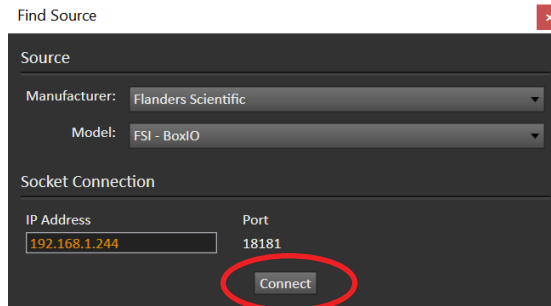 Find Source
Source
Manufacturer: Flanders Scientific
Model: FSI - BoxIO
Socket Connection
IP Address Port
192.168.1.244 18181
Connect